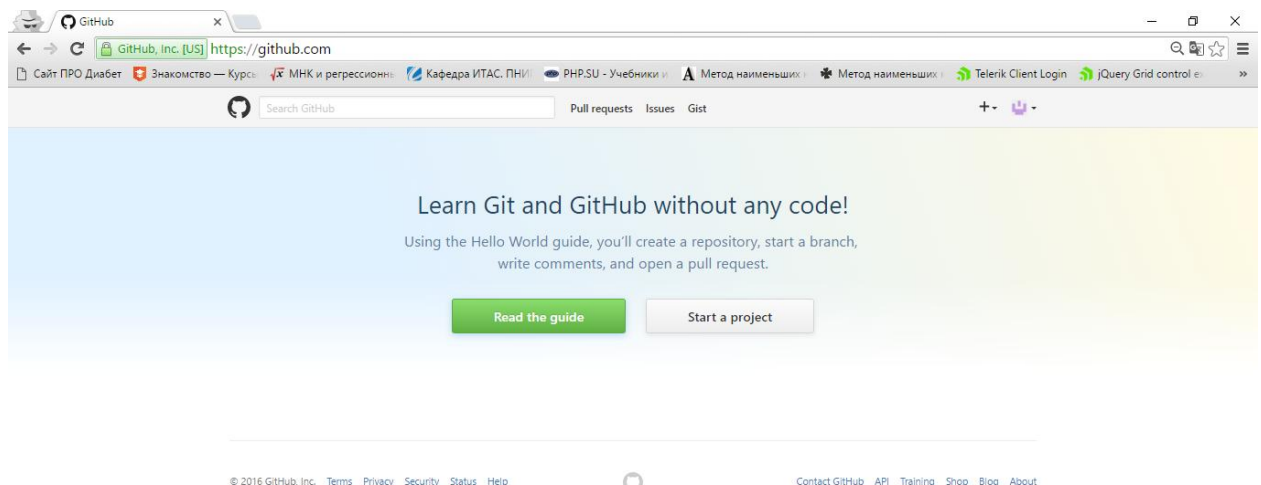 GitHub
GitHub, Inc. [US] https://github.com
Сайт ПРО Диабет Знакомство — Курсы МНК и регрессионн Кафедра ИТАС. ПНИ PHP.SU - Учебники и Метод наименьших Метод наименьших Telerik Client Login jQuery Grid control e »
Search GitHub Pull requests Issues Gist
Learn Git and GitHub without any code!
Using the Hello World guide, you'll create a repository, start a branch,
write comments, and open a pull request.
Read the guide Start a project
© 2016 GitHub, Inc. Terms Privacy Security Status Help Contact GitHub API Training Shop Blog About